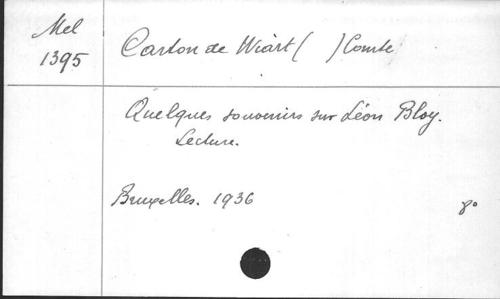 Mel
1395
Carton de Wiart ( ) Comte
Quelques souvenirs sur Léon Bloy.
Lecture.
Bruxelles. 1936
8°